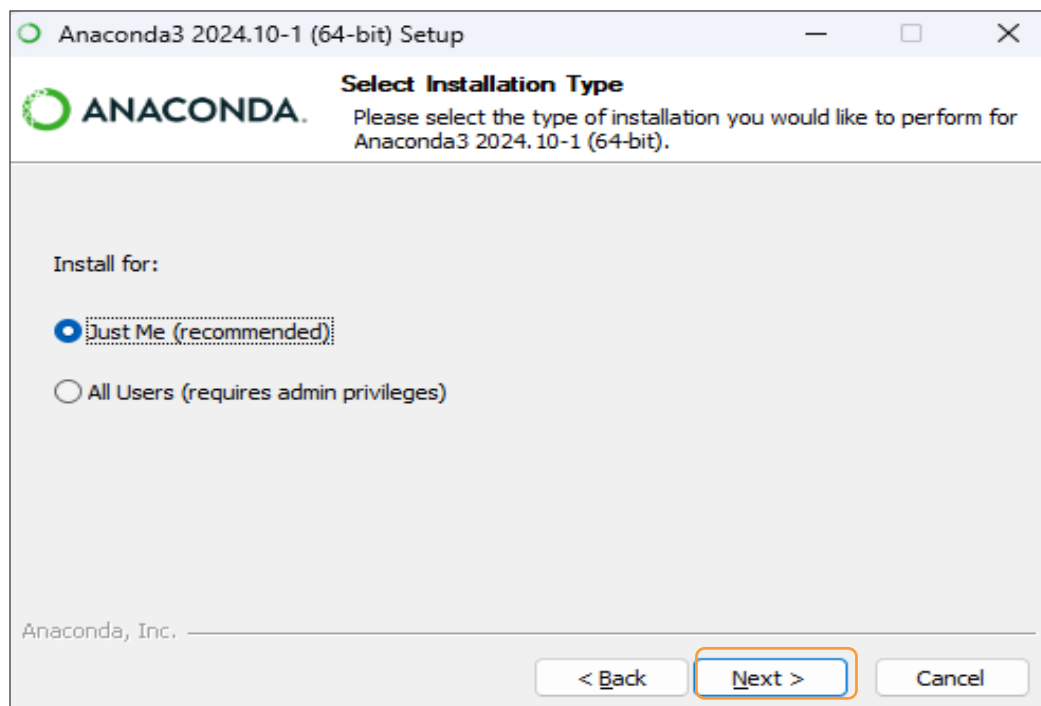 Anaconda3 2024.10-1 (64-bit) Setup
ANACONDA.
Select Installation Type
Please select the type of installation you would like to perform for
Anaconda3 2024.10-1 (64-bit).
Install for:
Just Me (recommended)
All Users (requires admin privileges)
Anaconda, Inc.
< Back Next > Cancel